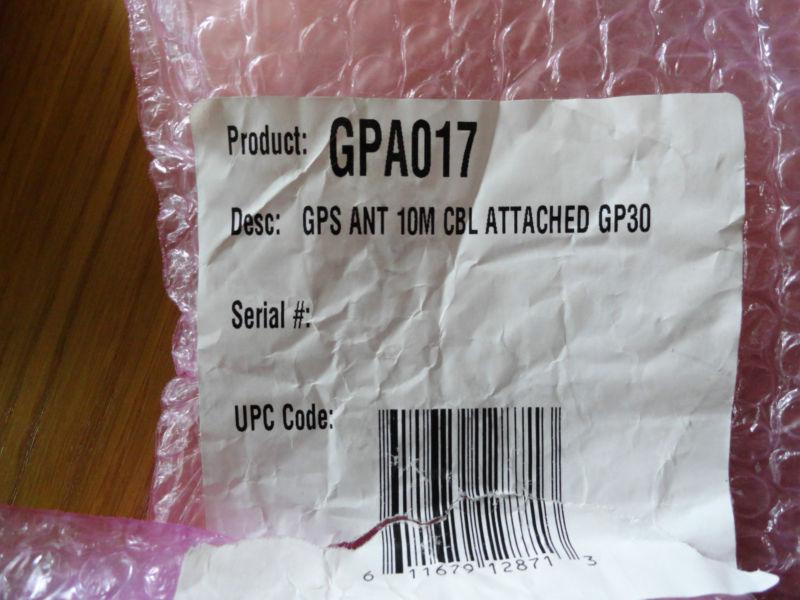 Product: GPA017
Desc: GPS ANT 10M CBL ATTACHED GP30
Serial #:
UPC Code:
6 11679 12871 3